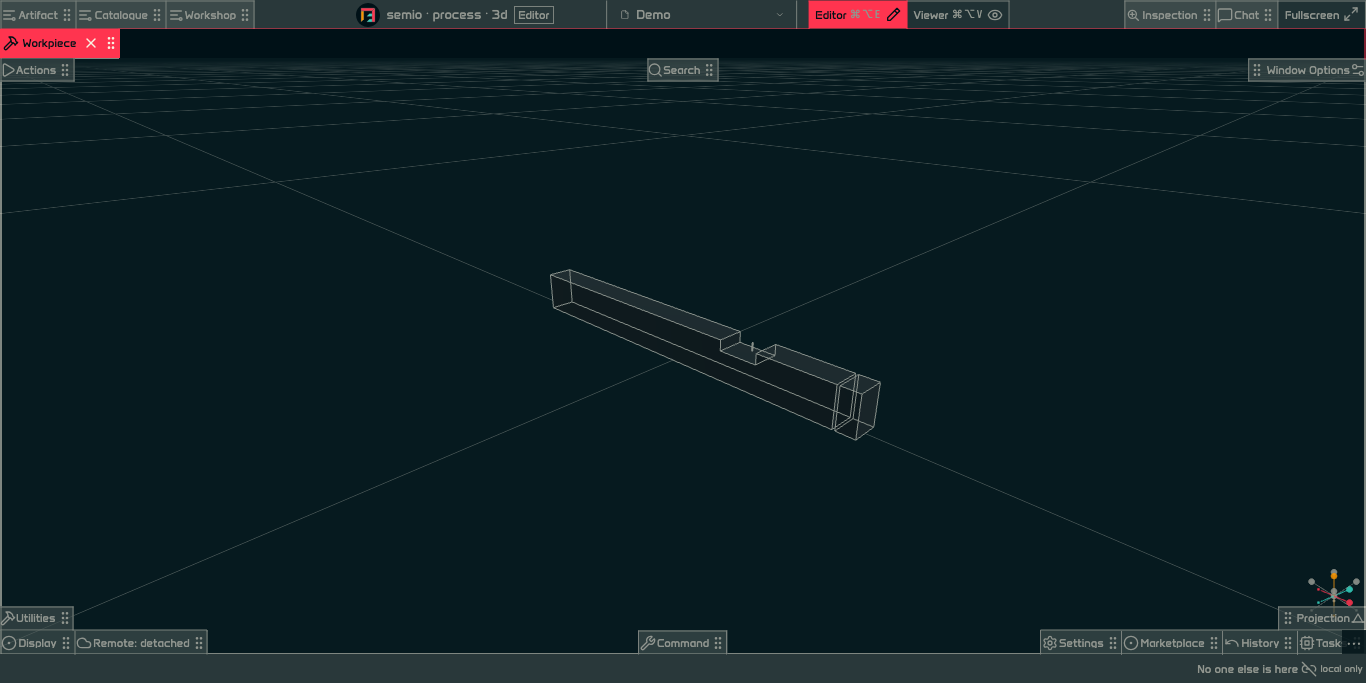 Artifact
Catalogue
Workshop
semio · process · 3d Editor
Demo
Editor ⌘⌥E
Viewer ⌘⌥V
Inspection
Chat
Fullscreen
Workpiece
Actions
Search
Window Options
Utilities
Projection
Display
Remote: detached
Command
Settings
Marketplace
History
Task
...
No one else is here
local only